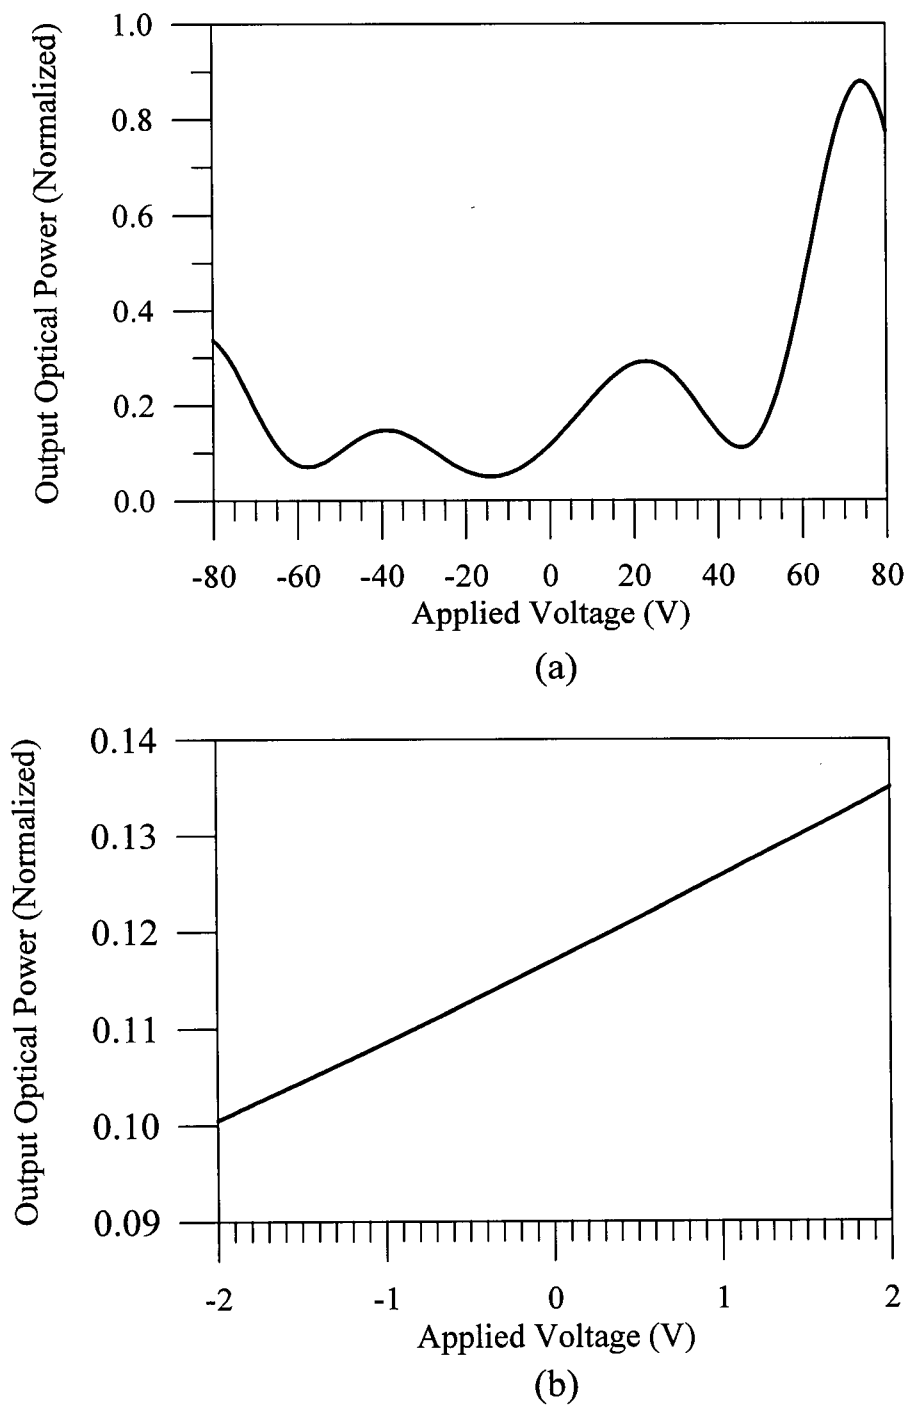 Output Optical Power (Normalized)
1.0
0.8
0.6
0.4
0.2
0.0
-80 -60 -40 -20 0 20 40 60 80
Applied Voltage (V)
(a)
Output Optical Power (Normalized)
0.14
0.13
0.12
0.11
0.10
0.09
-2 -1 0 1 2
Applied Voltage (V)
(b)